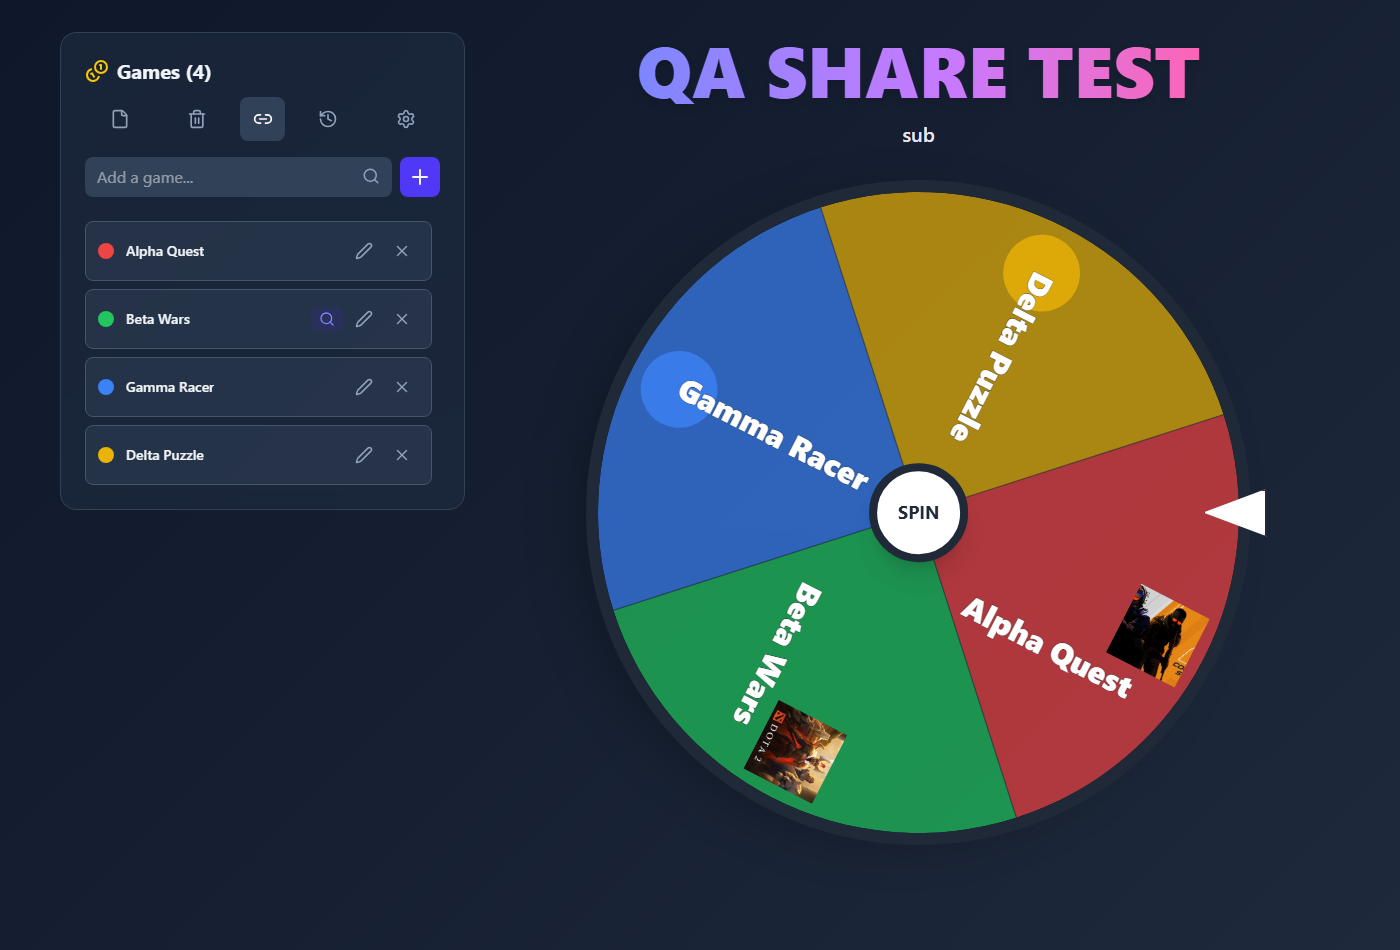 Games (4)
Add a game...
Alpha Quest
Beta Wars
Gamma Racer
Delta Puzzle
QA SHARE TEST
sub
Delta Puzzle
Gamma Racer
SPIN
Alpha Quest
Beta Wars
DOTA 2